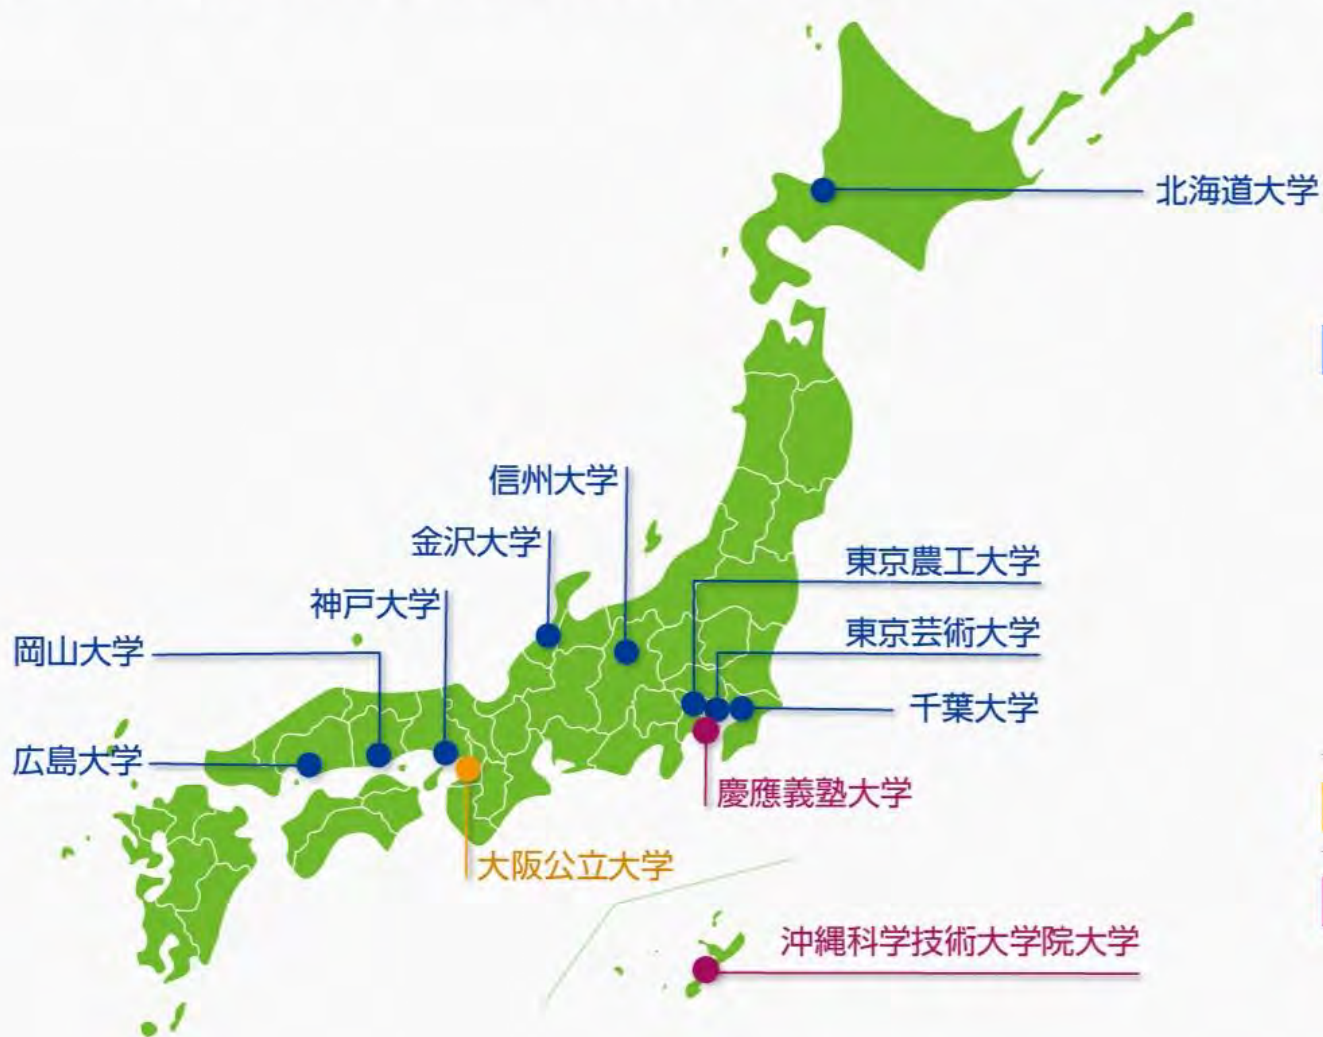 北海道大学
信州大学
金沢大学
東京農工大学
神戸大学
東京芸術大学
岡山大学
千葉大学
広島大学
慶應義塾大学
大阪公立大学
沖縄科学技術大学院大学